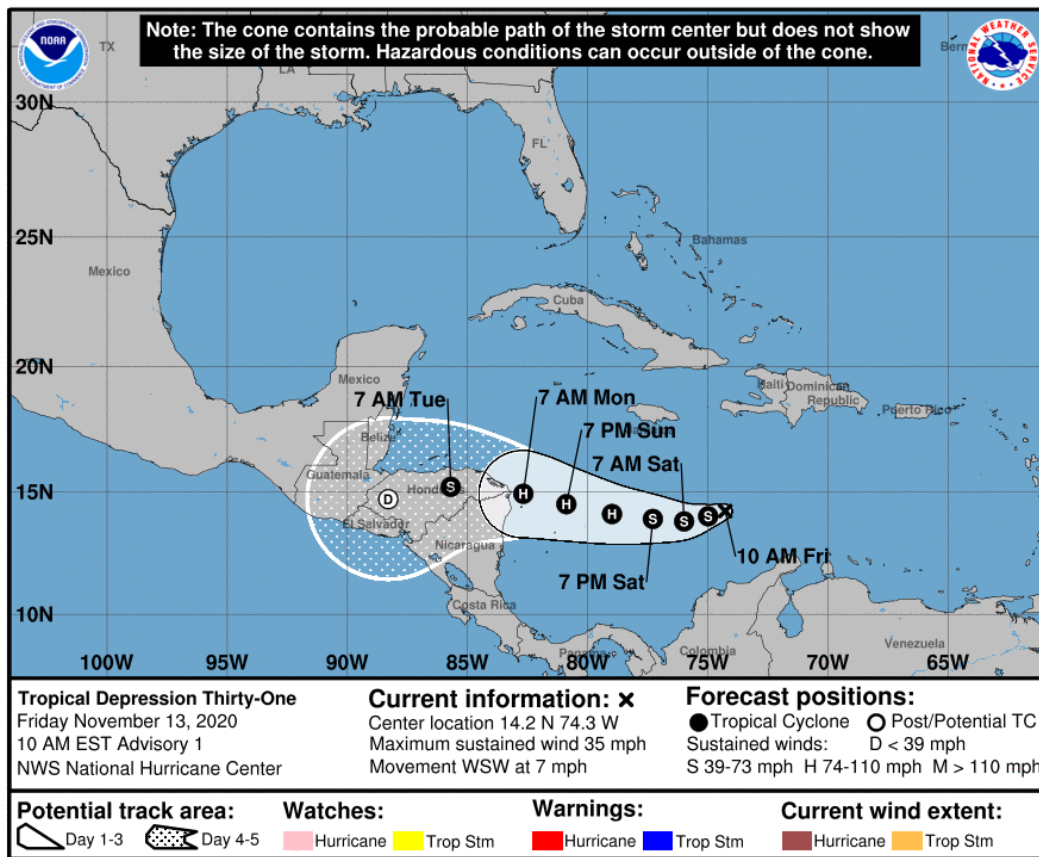 Note: The cone contains the probable path of the storm center but does not show
the size of the storm. Hazardous conditions can occur outside of the cone.
NOAA
NATIONAL WEATHER SERVICE
TX
LA
FL
30N
25N
Mexico
Bahamas
Cuba
20N
Mexico
Haiti
Dominican
Republic
Puerto Rico
7 AM Tue
7 AM Mon
7 PM Sun
Belize
7 AM Sat
Guatemala
15N
Honduras
D
S
H
H
H
S
S
S
El Salvador
Nicaragua
10 AM Fri
7 PM Sat
Costa Rica
10N
Panama
Colombia
Venezuela
100W
95W
90W
85W
80W
75W
70W
65W
Tropical Depression Thirty-One
Friday November 13, 2020
10 AM EST Advisory 1
NWS National Hurricane Center
Current information: x
Center location 14.2 N 74.3 W
Maximum sustained wind 35 mph
Movement WSW at 7 mph
Forecast positions:
Tropical Cyclone Post/Potential TC
Sustained winds: D < 39 mph
S 39-73 mph H 74-110 mph M > 110 mph
Potential track area:
Day 1-3 Day 4-5
Watches:
Hurricane Trop Stm
Warnings:
Hurricane Trop Stm
Current wind extent:
Hurricane Trop Stm